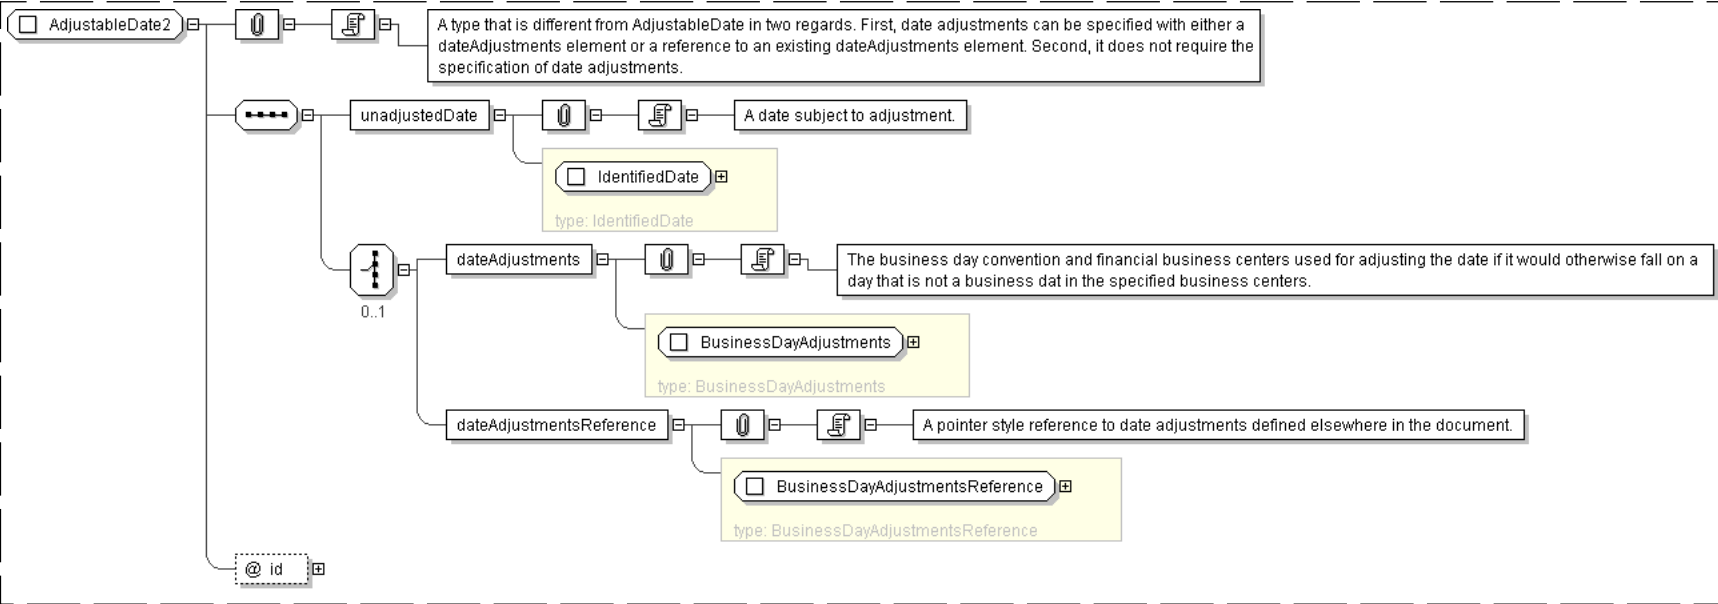 AdjustableDate2
A type that is different from AdjustableDate in two regards. First, date adjustments can be specified with either a
dateAdjustments element or a reference to an existing dateAdjustments element. Second, it does not require the
specification of date adjustments.
unadjustedDate
A date subject to adjustment.
IdentifiedDate
type: IdentifiedDate
dateAdjustments
The business day convention and financial business centers used for adjusting the date if it would otherwise fall on a
day that is not a business dat in the specified business centers.
0..1
BusinessDayAdjustments
type: BusinessDayAdjustments
dateAdjustmentsReference
A pointer style reference to date adjustments defined elsewhere in the document.
BusinessDayAdjustmentsReference
type: BusinessDayAdjustmentsReference
@ id